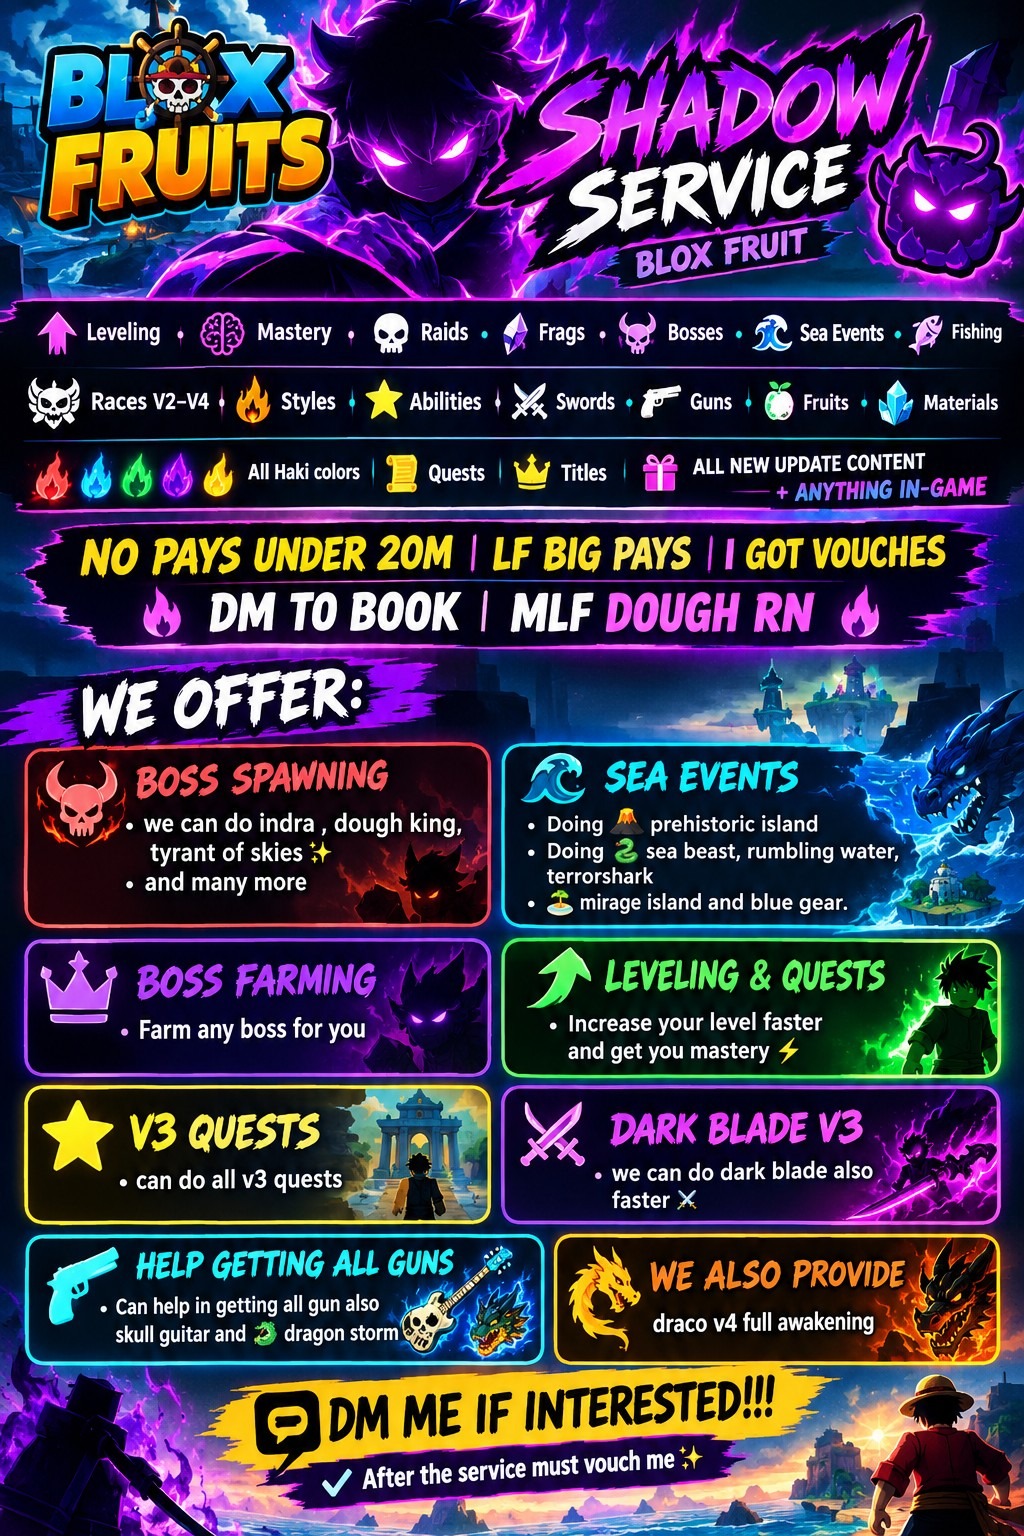 BLOX
FRUITS
SHADOW
SERVICE
BLOX FRUIT
Leveling • Mastery • Raids • Frags • Bosses • Sea Events • Fishing
Races V2-V4 • Styles • Abilities • Swords • Guns • Fruits • Materials
All Haki colors | Quests | Titles | ALL NEW UPDATE CONTENT
+ ANYTHING IN-GAME
NO PAYS UNDER 20M | LF BIG PAYS | I GOT VOUCHES
DM TO BOOK | MLF DOUGH RN
WE OFFER:
BOSS SPAWNING
• we can do indra , dough king,
tyrant of skies ✨
• and many more
SEA EVENTS
• Doing 🌋 prehistoric island
• Doing 🐍 sea beast, rumbling water,
terrorshark
• 🏝️ mirage island and blue gear.
BOSS FARMING
• Farm any boss for you
LEVELING & QUESTS
• Increase your level faster
and get you mastery ⚡
V3 QUESTS
• can do all v3 quests
DARK BLADE V3
• we can do dark blade also
faster ⚔️
HELP GETTING ALL GUNS
• Can help in getting all gun also
skull guitar and 🐉 dragon storm
WE ALSO PROVIDE
draco v4 full awakening
DM ME IF INTERESTED!!!
✓ After the service must vouch me ✨